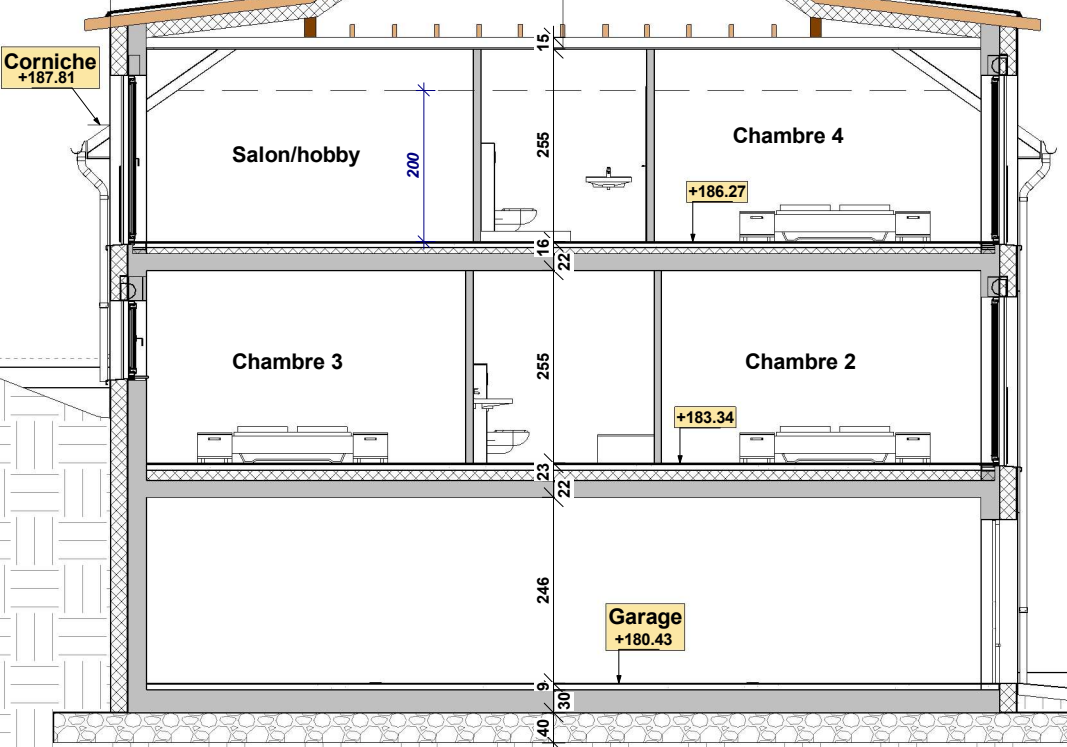 15
Corniche
+187.81
255
Chambre 4
Salon/hobby
200
+186.27
16
22
255
Chambre 3
Chambre 2
+183.34
23
22
246
Garage
+180.43
9
30
40